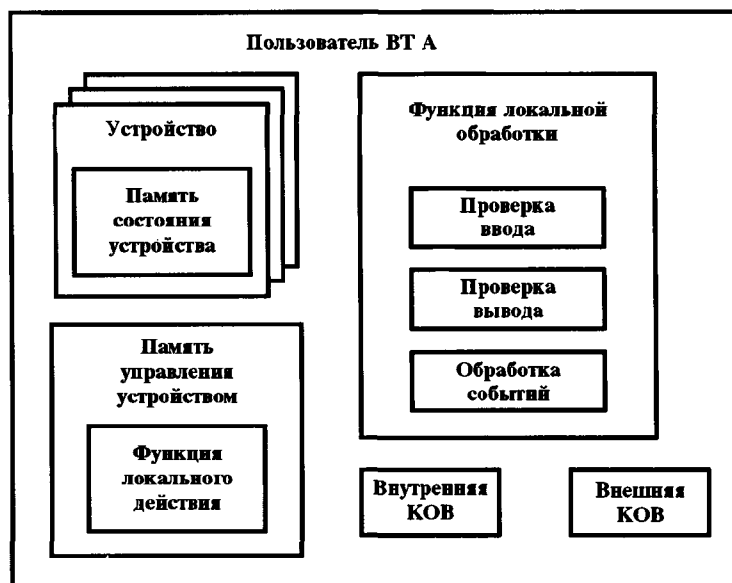 Пользователь ВТ А
Устройство
Память
состояния
устройства
Функция локальной
обработки
Проверка
ввода
Проверка
вывода
Обработка
событий
Память
управления
устройством
Функция
локального
действия
Внутренняя
КОВ
Внешняя
КОВ